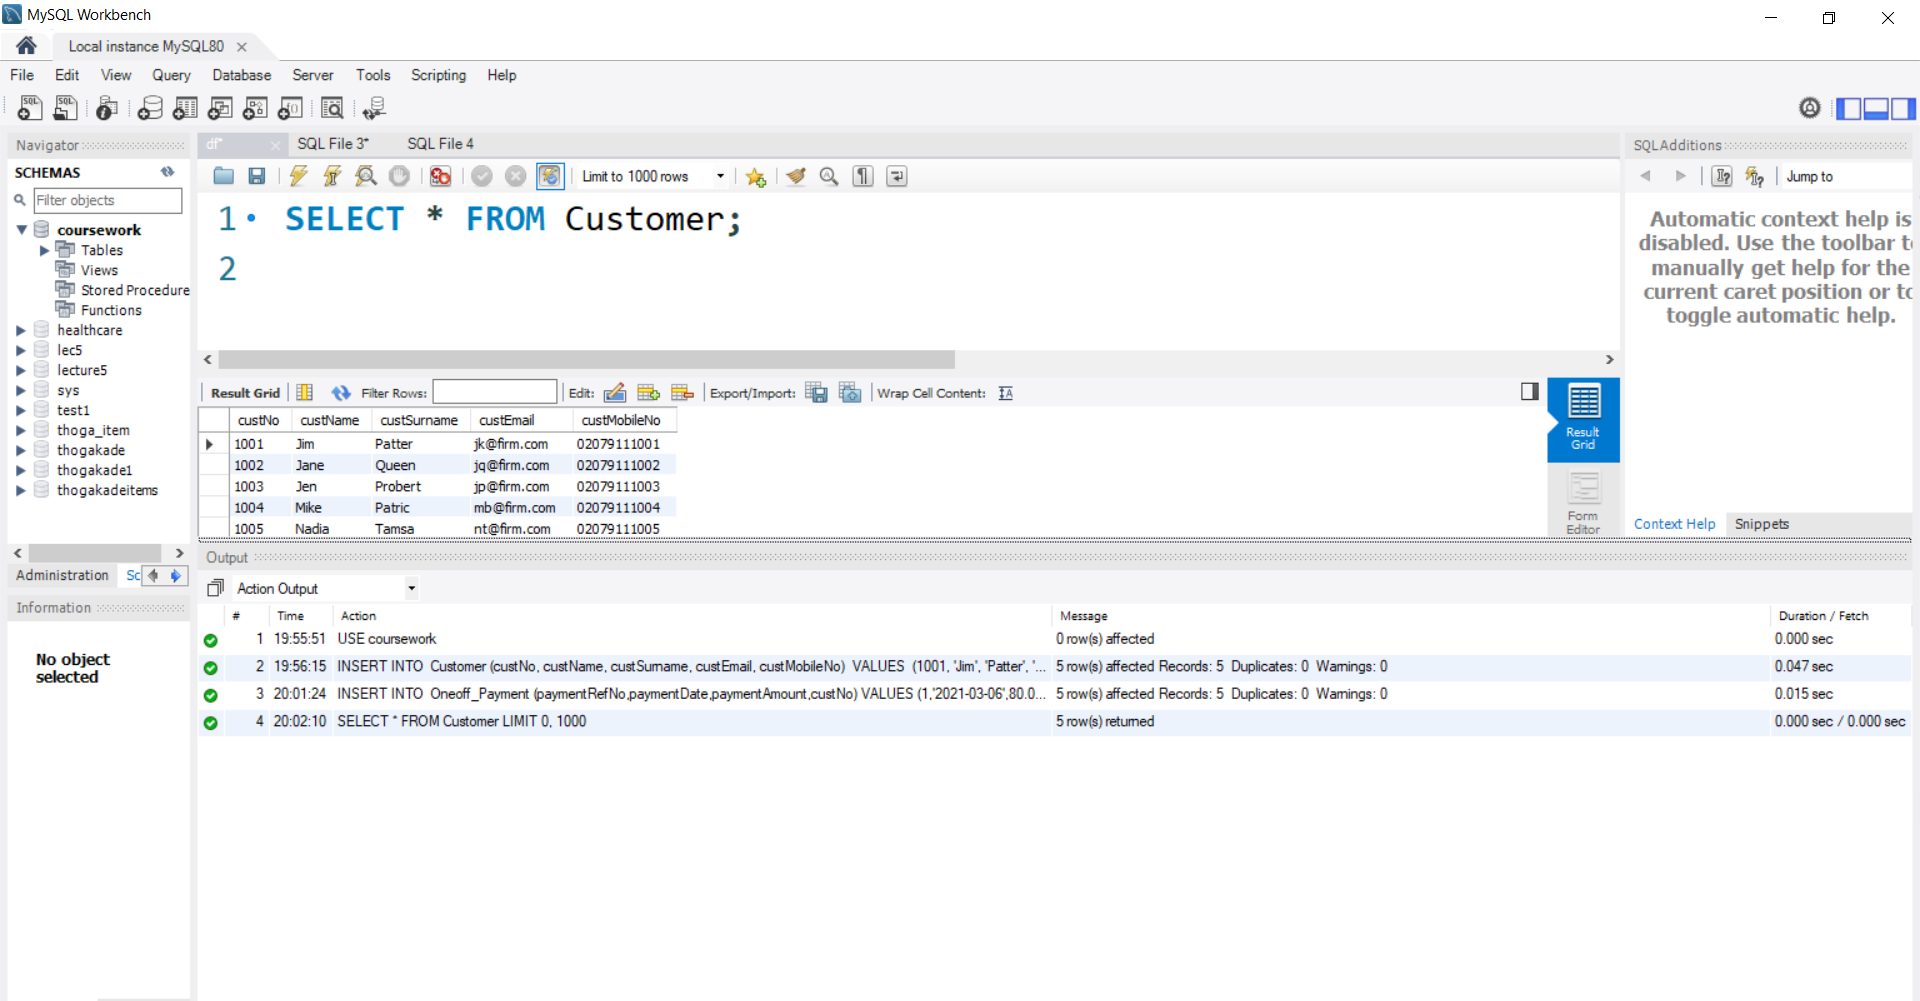 MySQL Workbench
Local instance MySQL80
File Edit View Query Database Server Tools Scripting Help
Navigator
SCHEMAS
Filter objects
coursework
Tables
Views
Stored Procedure
Functions
healthcare
lec5
lecture5
sys
test1
thoga_item
thogakade
thogakade1
thogakadeitems
Administration Sc
Information
No object
selected
df* SQL File 3* SQL File 4
Limit to 1000 rows
1 SELECT * FROM Customer;
2
Result Grid Filter Rows: Edit: Export/Import: Wrap Cell Content:
custNo custName custSurname custEmail custMobileNo
1001 Jim Patter jk@firm.com 02079111001
1002 Jane Queen jq@firm.com 02079111002
1003 Jen Probert jp@firm.com 02079111003
1004 Mike Patric mb@firm.com 02079111004
1005 Nadia Tamsa nt@firm.com 02079111005
Result
Grid
Form
Editor
SQLAdditions
Jump to
Automatic context help is
disabled. Use the toolbar t
manually get help for the
current caret position or to
toggle automatic help.
Context Help Snippets
Output
Action Output
# Time Action Message Duration / Fetch
1 19:55:51 USE coursework 0 row(s) affected 0.000 sec
2 19:56:15 INSERT INTO Customer (custNo, custName, custSurname, custEmail, custMobileNo) VALUES (1001, 'Jim', 'Patter', '... 5 row(s) affected Records: 5 Duplicates: 0 Warnings: 0 0.047 sec
3 20:01:24 INSERT INTO Oneoff_Payment (paymentRefNo,paymentDate,paymentAmount,custNo) VALUES (1,'2021-03-06',80.0... 5 row(s) affected Records: 5 Duplicates: 0 Warnings: 0 0.015 sec
4 20:02:10 SELECT * FROM Customer LIMIT 0, 1000 5 row(s) returned 0.000 sec / 0.000 sec